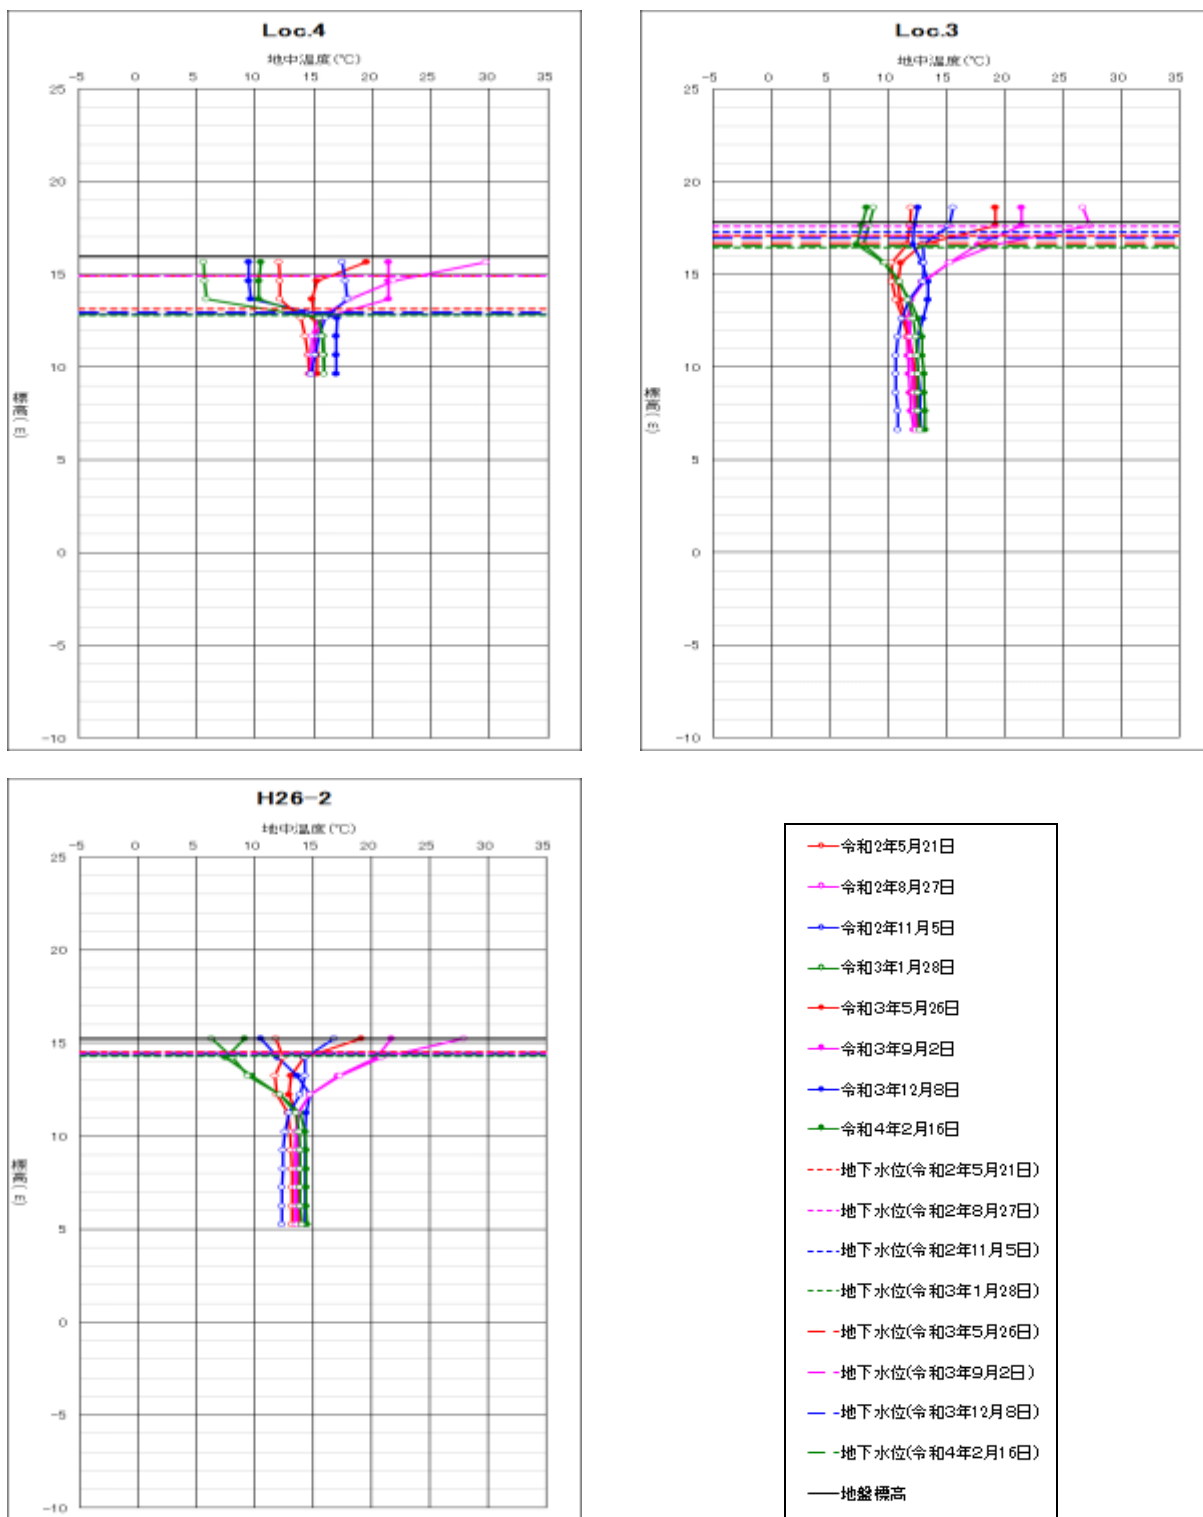 Loc.4
地中温度(℃)
-5 0 5 10 15 20 25 30 35
25
20
15
10
5
0
-5
-10
標高(m)
Loc.3
地中温度(℃)
-5 0 5 10 15 20 25 30 35
25
20
15
10
5
0
-5
-10
標高(m)
H26-2
地中温度(℃)
-5 0 5 10 15 20 25 30 35
25
20
15
10
5
0
-5
-10
標高(m)
令和2年5月21日
令和2年8月27日
令和2年11月5日
令和3年1月28日
令和3年5月26日
令和3年9月2日
令和3年12月8日
令和4年2月16日
地下水位(令和2年5月21日)
地下水位(令和2年8月27日)
地下水位(令和2年11月5日)
地下水位(令和3年1月28日)
地下水位(令和3年5月26日)
地下水位(令和3年9月2日)
地下水位(令和3年12月8日)
地下水位(令和4年2月16日)
地盤標高